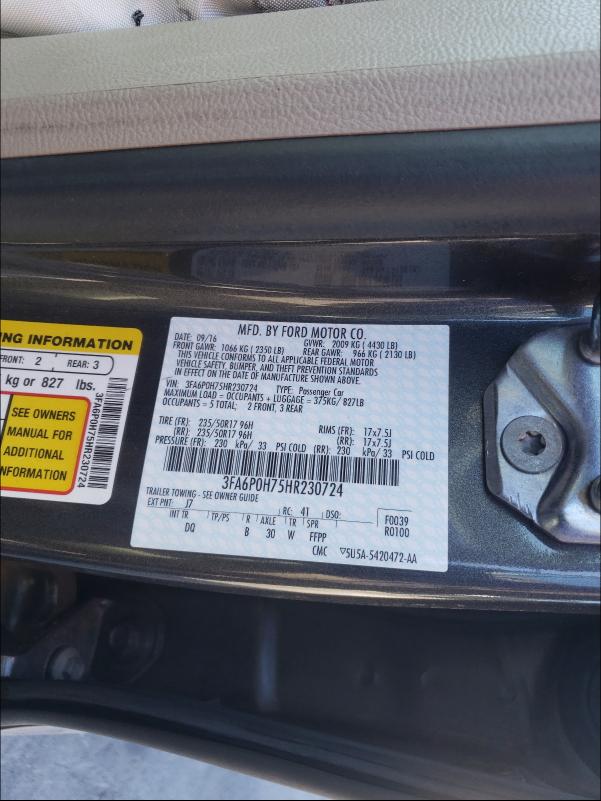 NG INFORMATION
FRONT: 2 REAR: 3
kg or 827 lbs.
SEE OWNERS
MANUAL FOR
ADDITIONAL
INFORMATION
3FA6P0H75HR230724
MFD. BY FORD MOTOR CO.
DATE: 09/16 GVWR: 2009 KG ( 4430 LB)
FRONT GAWR: 1066 KG ( 2350 LB) REAR GAWR: 966 KG ( 2130 LB)
THIS VEHICLE CONFORMS TO ALL APPLICABLE FEDERAL MOTOR
VEHICLE SAFETY, BUMPER, AND THEFT PREVENTION STANDARDS
IN EFFECT ON THE DATE OF MANUFACTURE SHOWN ABOVE.
VIN: 3FA6P0H75HR230724 TYPE: Passenger Car
MAXIMUM LOAD = OCCUPANTS + LUGGAGE = 375KG/ 827LB
OCCUPANTS = 5 TOTAL; 2 FRONT, 3 REAR
TIRE (FR): 235/50R17 96H RIMS (FR): 17x7.5J
(RR): 235/50R17 96H (RR): 17x7.5J
PRESSURE (FR): 230 kPa/ 33 PSI COLD (RR): 230 kPa/ 33 PSI COLD
3FA6P0H75HR230724
TRAILER TOWING - SEE OWNER GUIDE
EXT PNT: J7 RC: 41 DSO: F0039
INT TR TP/PS R AXLE TR SPR R0100
DQ B 30 W FFPP
CMC ▽5U5A-5420472-AA